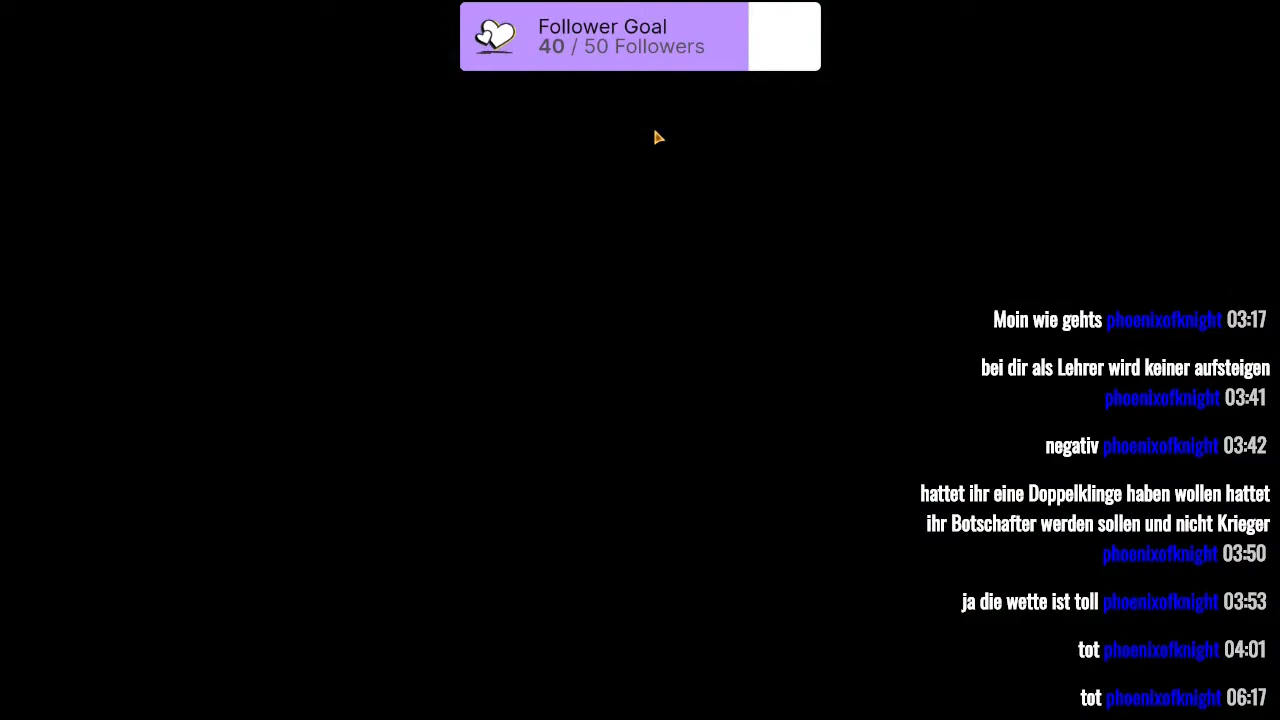 Follower Goal
40 / 50 Followers
Moin wie gehts phoenixofknight 03:17
bei dir als Lehrer wird keiner aufsteigen
phoenixofknight 03:41
negativ phoenixofknight 03:42
hattet ihr eine Doppelklinge haben wollen hattet
ihr Botschafter werden sollen und nicht Krieger
phoenixofknight 03:50
ja die wette ist toll phoenixofknight 03:53
tot phoenixofknight 04:01
tot phoenixofknight 06:17